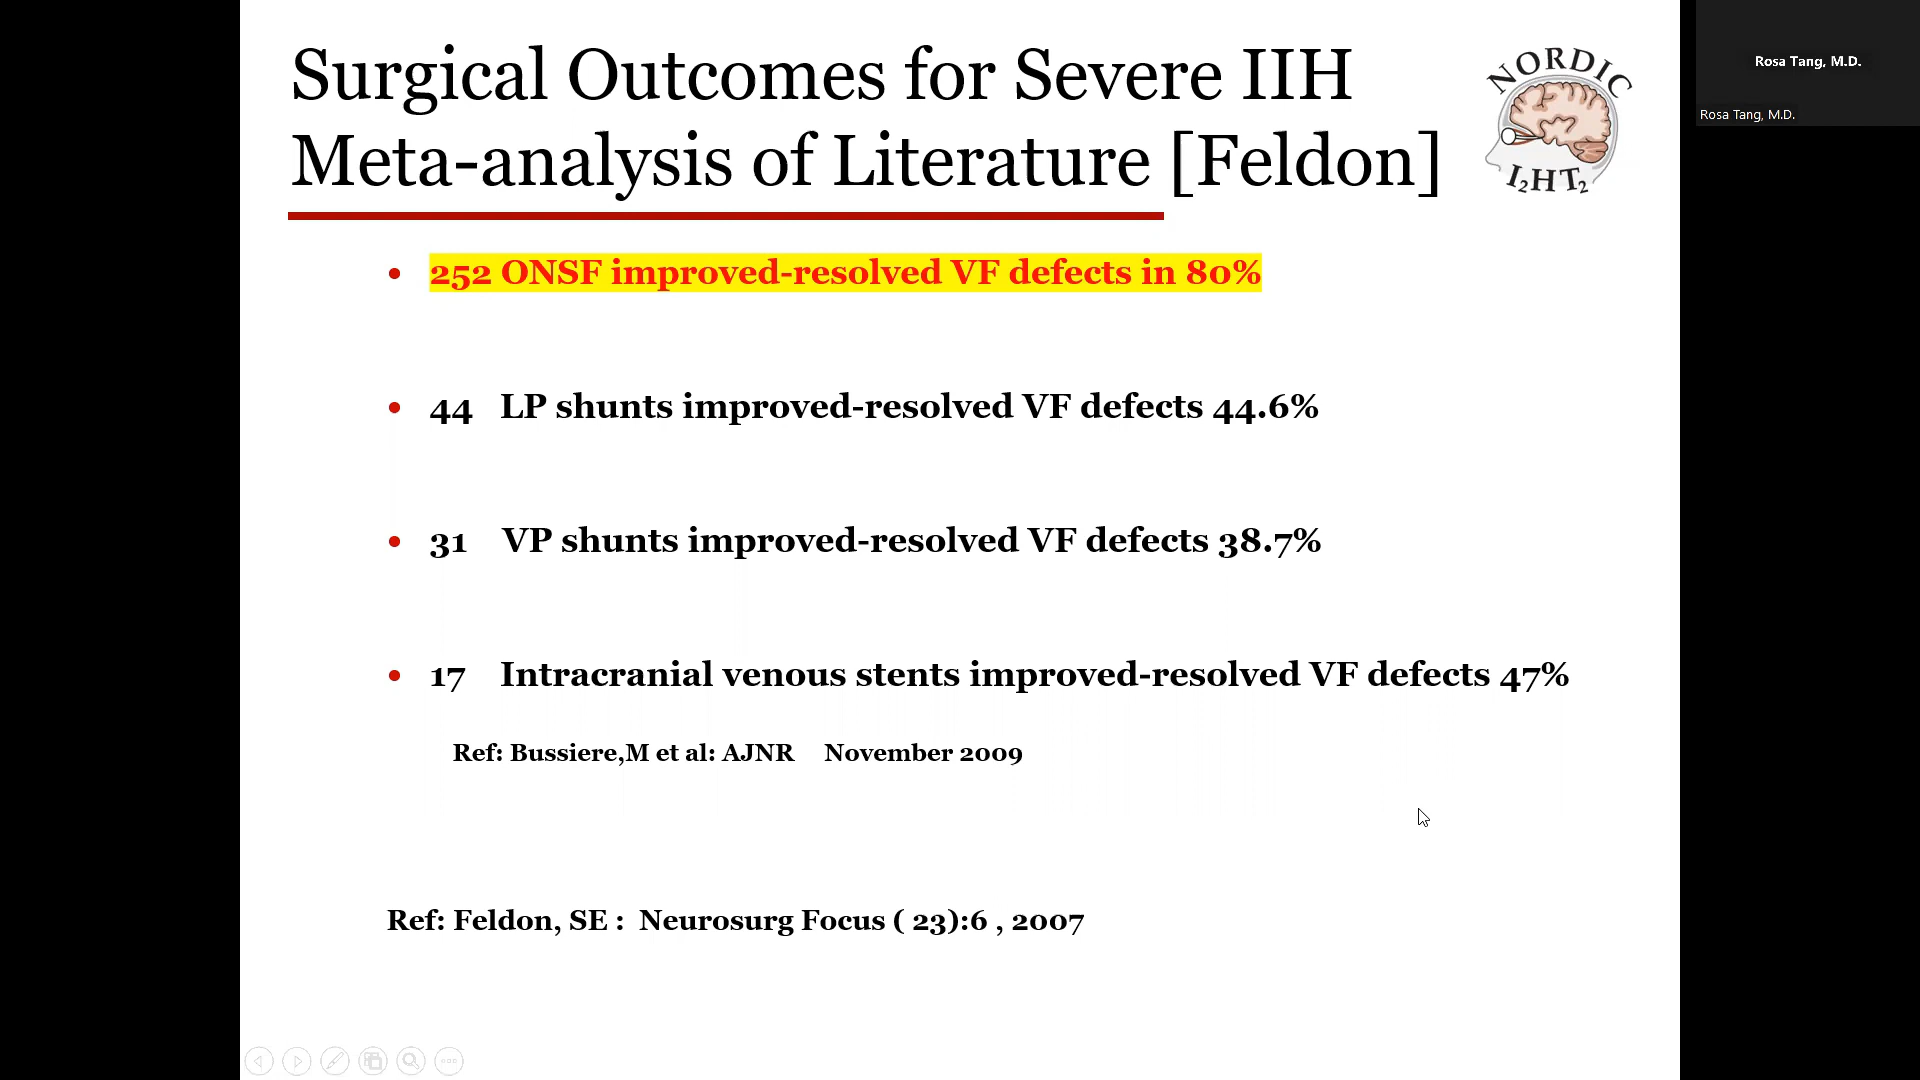 Surgical Outcomes for Severe IIH
Meta-analysis of Literature [Feldon]
NORDIC
I₂HT₂
Rosa Tang, M.D.
Rosa Tang, M.D.
• 252 ONSF improved-resolved VF defects in 80%
• 44 LP shunts improved-resolved VF defects 44.6%
• 31 VP shunts improved-resolved VF defects 38.7%
• 17 Intracranial venous stents improved-resolved VF defects 47%
Ref: Bussiere,M et al: AJNR November 2009
Ref: Feldon, SE : Neurosurg Focus ( 23):6 , 2007